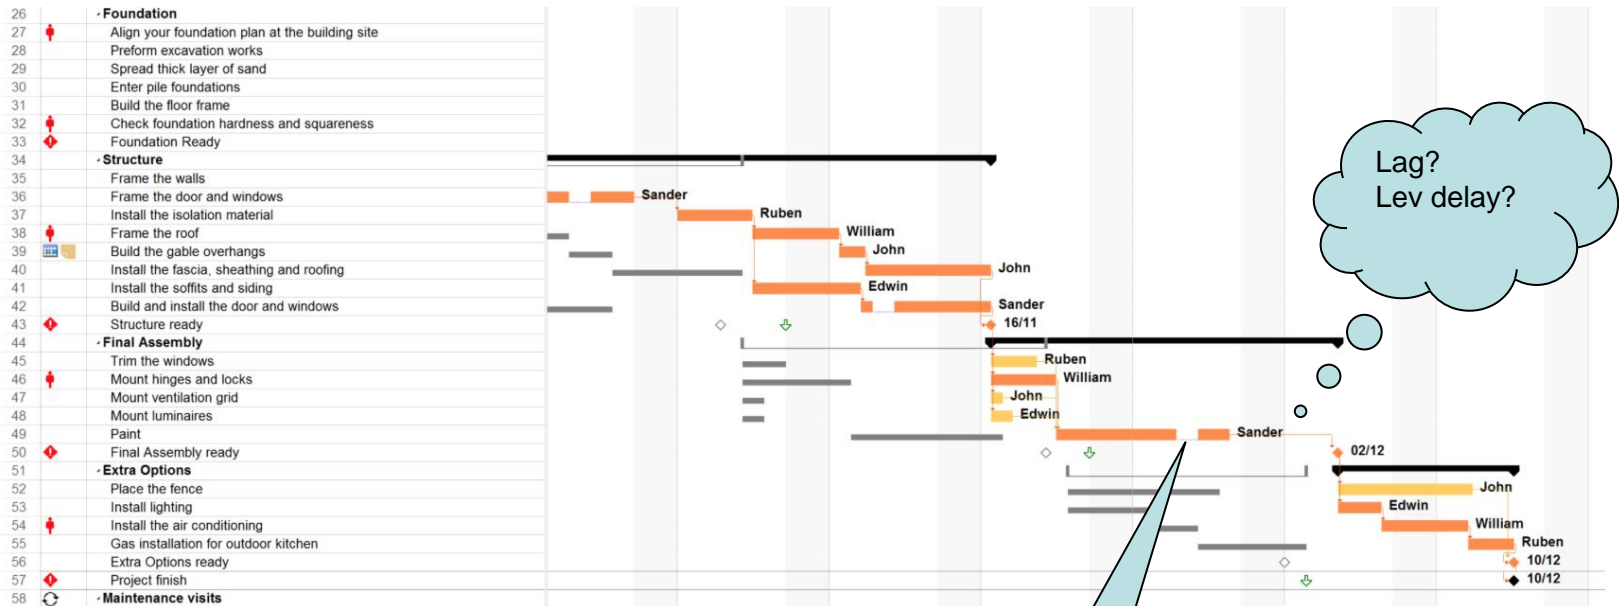 26 Foundation
27 Align your foundation plan at the building site
28 Preform excavation works
29 Spread thick layer of sand
30 Enter pile foundations
31 Build the floor frame
32 Check foundation hardness and squareness
33 Foundation Ready
34 Structure
35 Frame the walls
36 Frame the door and windows Sander
37 Install the isolation material Ruben
38 Frame the roof William
39 Build the gable overhangs John
40 Install the fascia, sheathing and roofing John
41 Install the soffits and siding Edwin
42 Build and install the door and windows Sander
43 Structure ready 16/11
44 Final Assembly
45 Trim the windows Ruben
46 Mount hinges and locks William
47 Mount ventilation grid John
48 Mount luminaires Edwin
49 Paint Sander
50 Final Assembly ready 02/12
51 Extra Options
52 Place the fence John
53 Install lighting Edwin
54 Install the air conditioning William
55 Gas installation for outdoor kitchen Ruben
56 Extra Options ready 10/12
57 Project finish 10/12
58 Maintenance visits
Lag?
Lev delay?